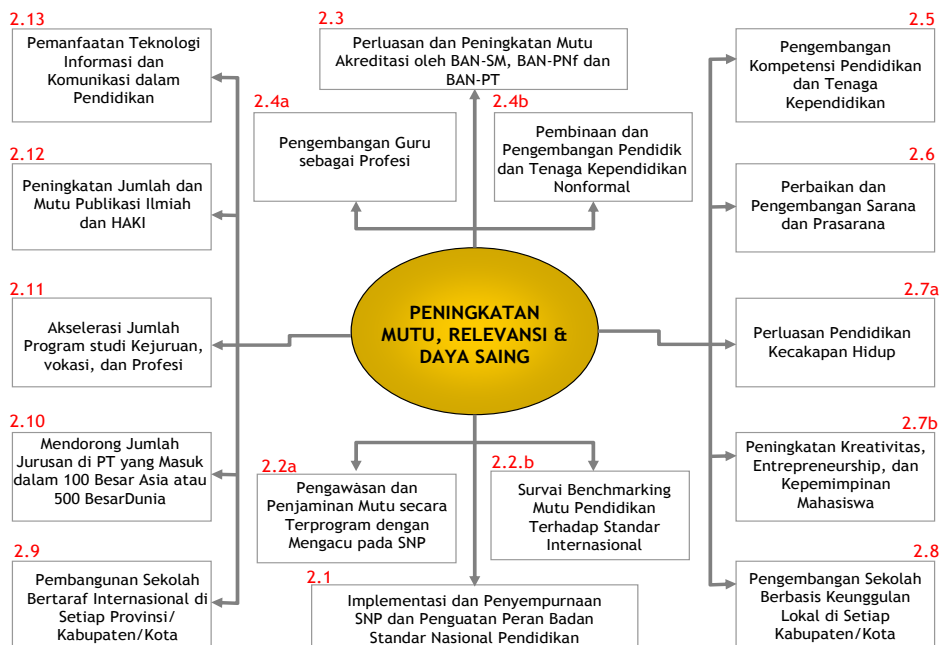 2.13
Pemanfaatan Teknologi
Informasi dan
Komunikasi dalam
Pendidikan
2.3
Perluasan dan Peningkatan Mutu
Akreditasi oleh BAN-SM, BAN-PNf dan
BAN-PT
2.5
Pengembangan
Kompetensi Pendidikan
dan Tenaga
Kependidikan
2.4a
Pengembangan Guru
sebagai Profesi
2.4b
Pembinaan dan
Pengembangan Pendidik
dan Tenaga Kependidikan
Nonformal
2.12
Peningkatan Jumlah dan
Mutu Publikasi Ilmiah
dan HAKI
2.6
Perbaikan dan
Pengembangan Sarana
dan Prasarana
2.11
Akselerasi Jumlah
Program studi Kejuruan,
vokasi, dan Profesi
PENINGKATAN
MUTU, RELEVANSI &
DAYA SAING
2.7a
Perluasan Pendidikan
Kecakapan Hidup
2.10
Mendorong Jumlah
Jurusan di PT yang Masuk
dalam 100 Besar Asia atau
500 BesarDunia
2.2a
Pengawasan dan
Penjaminan Mutu secara
Terprogram dengan
Mengacu pada SNP
2.2.b
Survai Benchmarking
Mutu Pendidikan
Terhadap Standar
Internasional
2.7b
Peningkatan Kreativitas,
Entrepreneurship, dan
Kepemimpinan
Mahasiswa
2.9
Pembangunan Sekolah
Bertaraf Internasional di
Setiap Provinsi/
Kabupaten/Kota
2.1
Implementasi dan Penyempurnaan
SNP dan Penguatan Peran Badan
Standar Nasional Pendidikan
2.8
Pengembangan Sekolah
Berbasis Keunggulan
Lokal di Setiap
Kabupaten/Kota